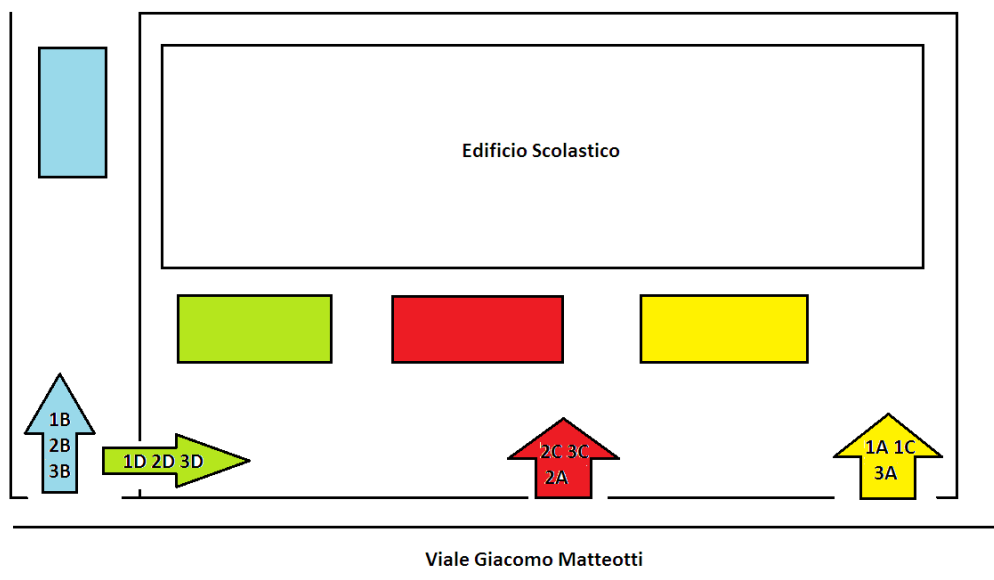 Edificio Scolastico
1B
2B
3B
1D 2D 3D
2C 3C
2A
1A 1C
3A
Viale Giacomo Matteotti